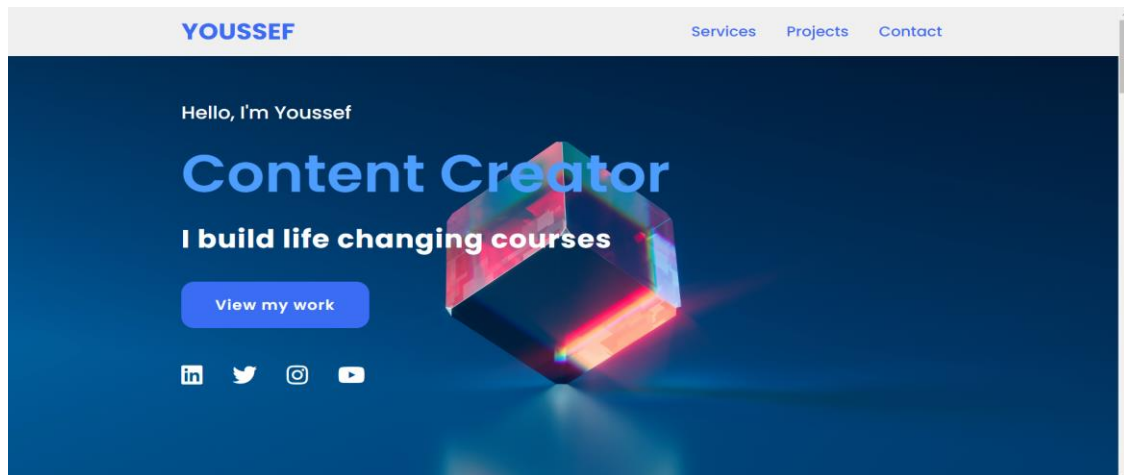 YOUSSEF
Services Projects Contact
Hello, I'm Youssef
Content Creator
I build life changing courses
View my work